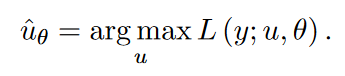 û_θ = arg max_u L (y; u, θ) .